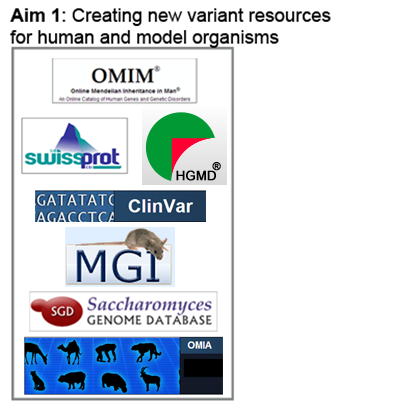 Aim 1: Creating new variant resources
for human and model organisms
OMIM®
Online Mendelian Inheritance in Man®
An Online Catalog of Human Genes and Genetic Disorders
swissprot
HGMD®
GATATATC
AGACCTCA
ClinVar
MGI
SGD
Saccharomyces
GENOME DATABASE
OMIA